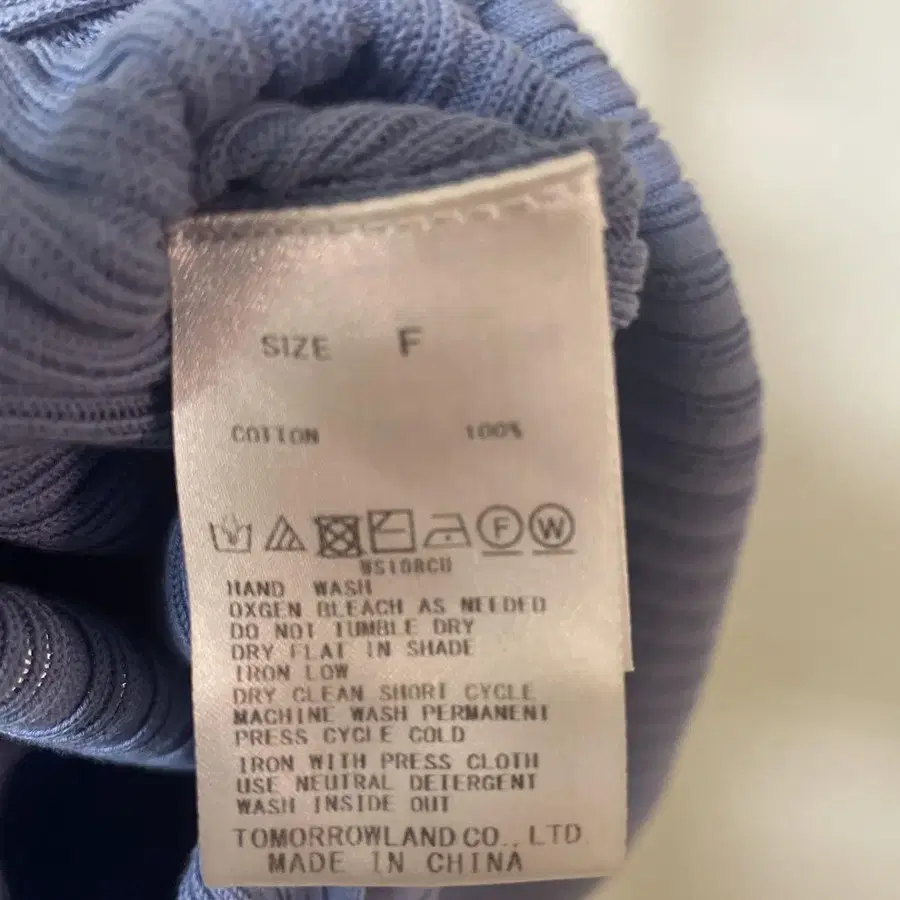 SIZE F
COTTON 100%
F W
WS108CU
HAND WASH
OXGEN BLEACH AS NEEDED
DO NOT TUMBLE DRY
DRY FLAT IN SHADE
IRON LOW
DRY CLEAN SHORT CYCLE
MACHINE WASH PERMANENT
PRESS CYCLE COLD
IRON WITH PRESS CLOTH
USE NEUTRAL DETERGENT
WASH INSIDE OUT
TOMORROWLAND CO., LTD.
MADE IN CHINA